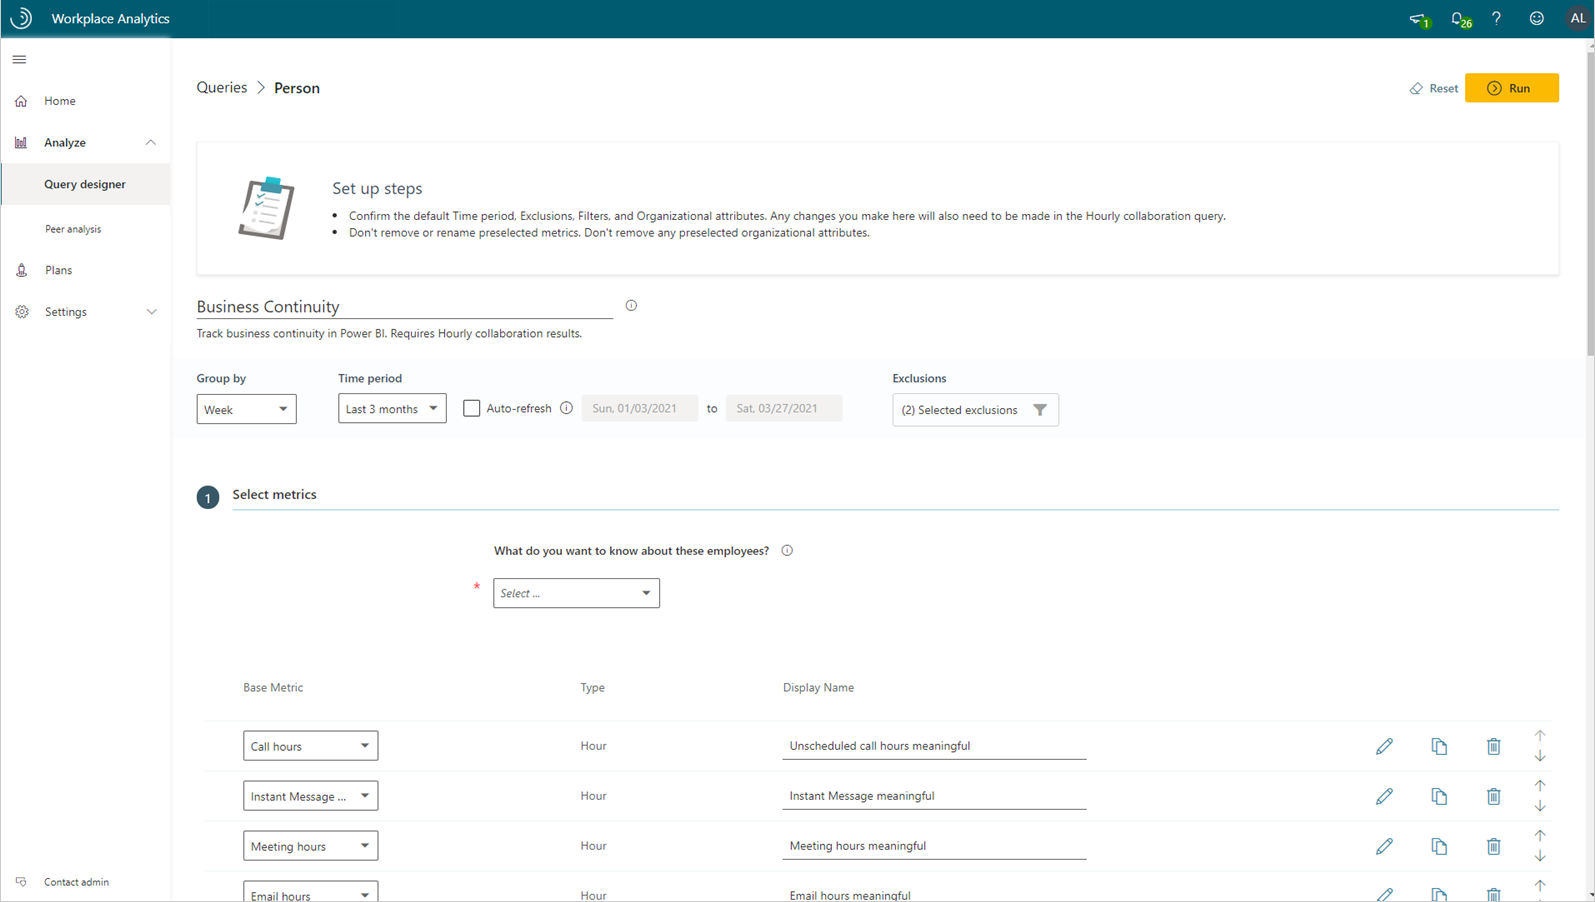 Workplace Analytics
1
26
?
AL
Home
Analyze
Query designer
Peer analysis
Plans
Settings
Contact admin
Queries > Person
Reset
Run
Set up steps
• Confirm the default Time period, Exclusions, Filters, and Organizational attributes. Any changes you make here will also need to be made in the Hourly collaboration query.
• Don't remove or rename preselected metrics. Don't remove any preselected organizational attributes.
Business Continuity
Track business continuity in Power BI. Requires Hourly collaboration results.
Group by Time period Exclusions
Week Last 3 months Auto-refresh Sun, 01/03/2021 to Sat, 03/27/2021 (2) Selected exclusions
1 Select metrics
What do you want to know about these employees?
* Select ...
Base Metric Type Display Name
Call hours Hour Unscheduled call hours meaningful
Instant Message ... Hour Instant Message meaningful
Meeting hours Hour Meeting hours meaningful
Email hours Hour Email hours meaningful